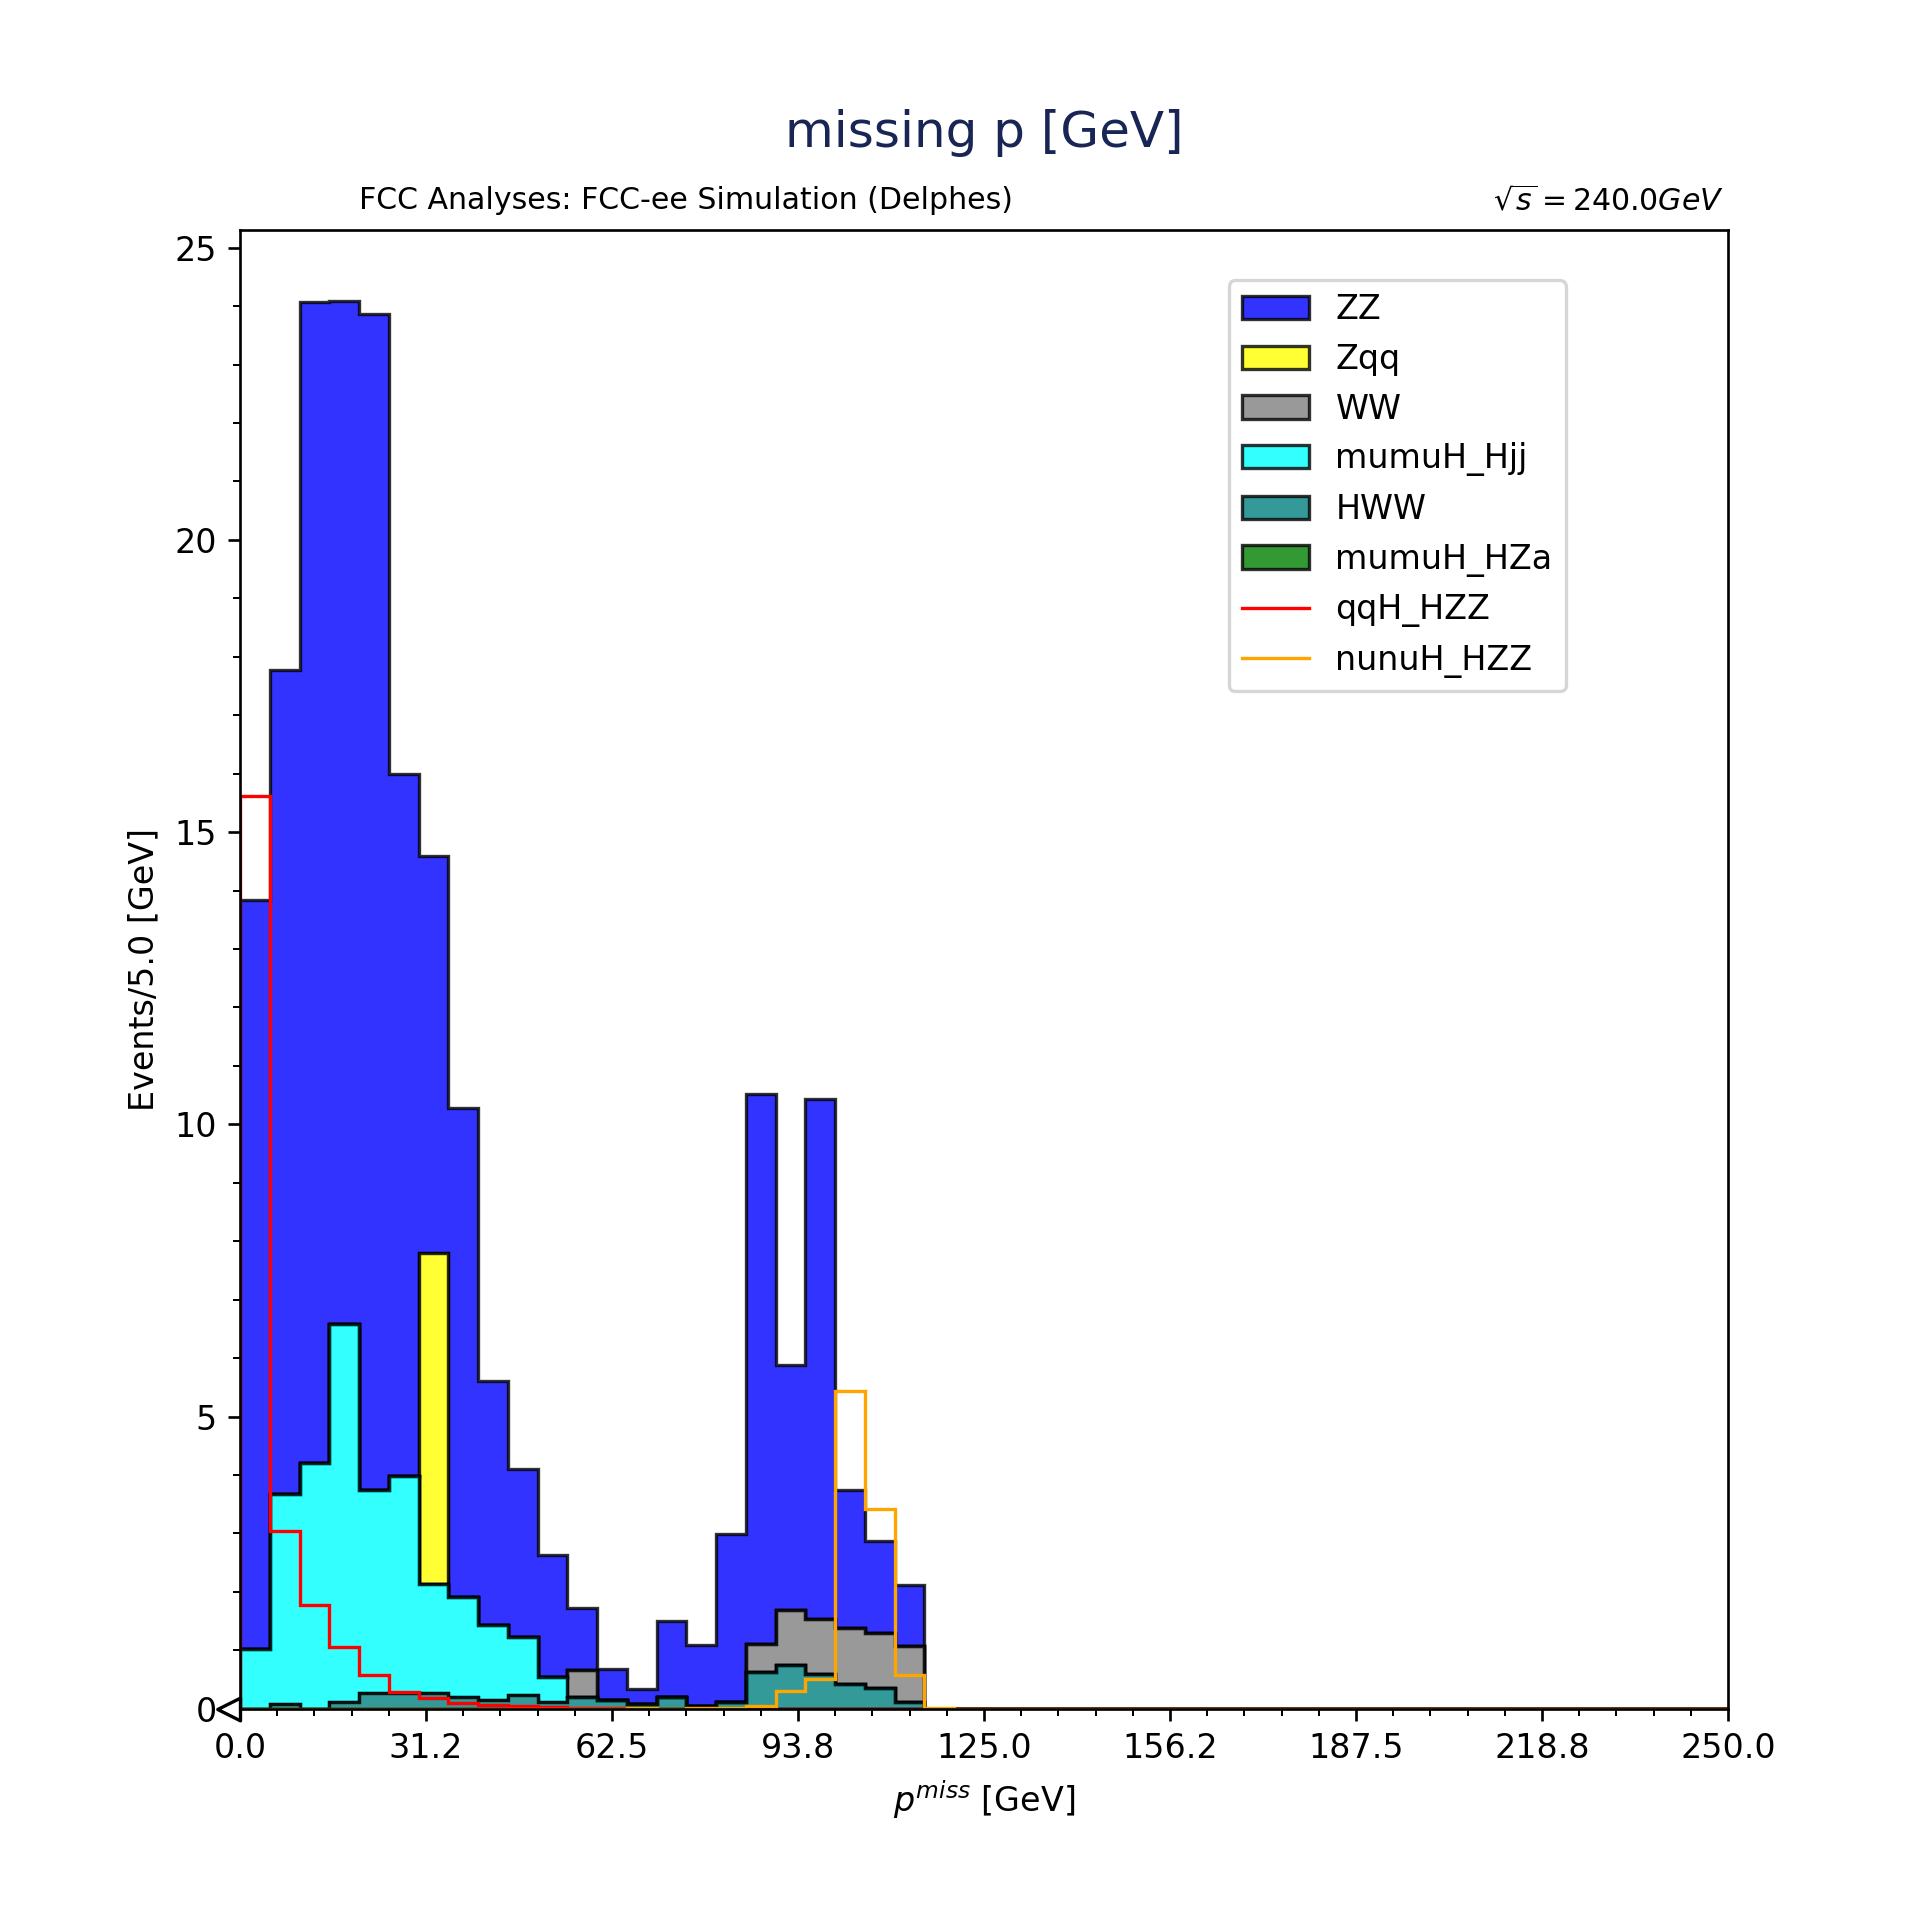 missing p [GeV]
FCC Analyses: FCC-ee Simulation (Delphes)
√s = 240.0GeV
25
20
15
10
5
0
Events/5.0 [GeV]
ZZ
Zqq
WW
mumuH_Hjj
HWW
mumuH_HZa
qqH_HZZ
nunuH_HZZ
0.0 31.2 62.5 93.8 125.0 156.2 187.5 218.8 250.0
p^miss [GeV]